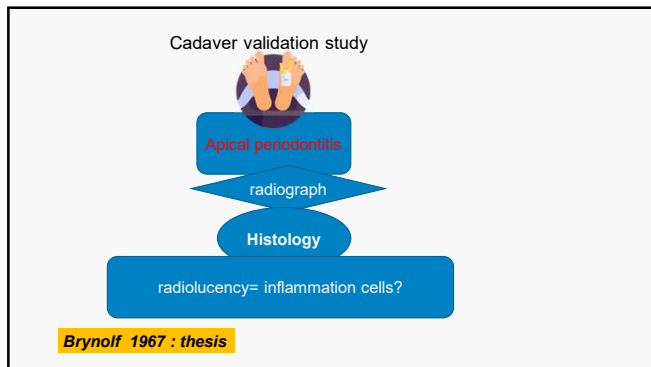 Cadaver validation study
Apical periodontitis
radiograph
Histology
radiolucency= inflammation cells?
Brynolf 1967 : thesis